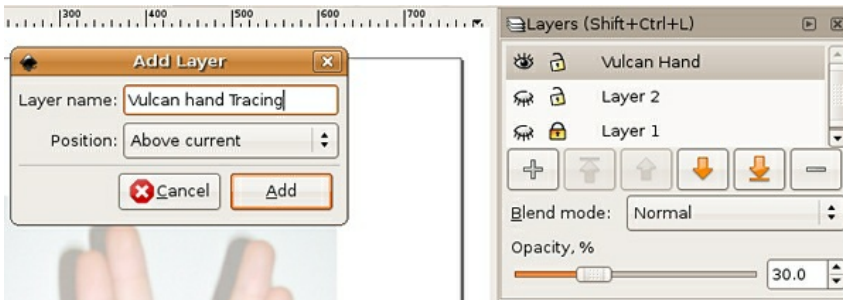 300 400 500 600 700
Add Layer
Layer name: Vulcan hand Tracing
Position: Above current
Cancel Add
Layers (Shift+Ctrl+L)
Vulcan Hand
Layer 2
Layer 1
Blend mode: Normal
Opacity, %
30.0